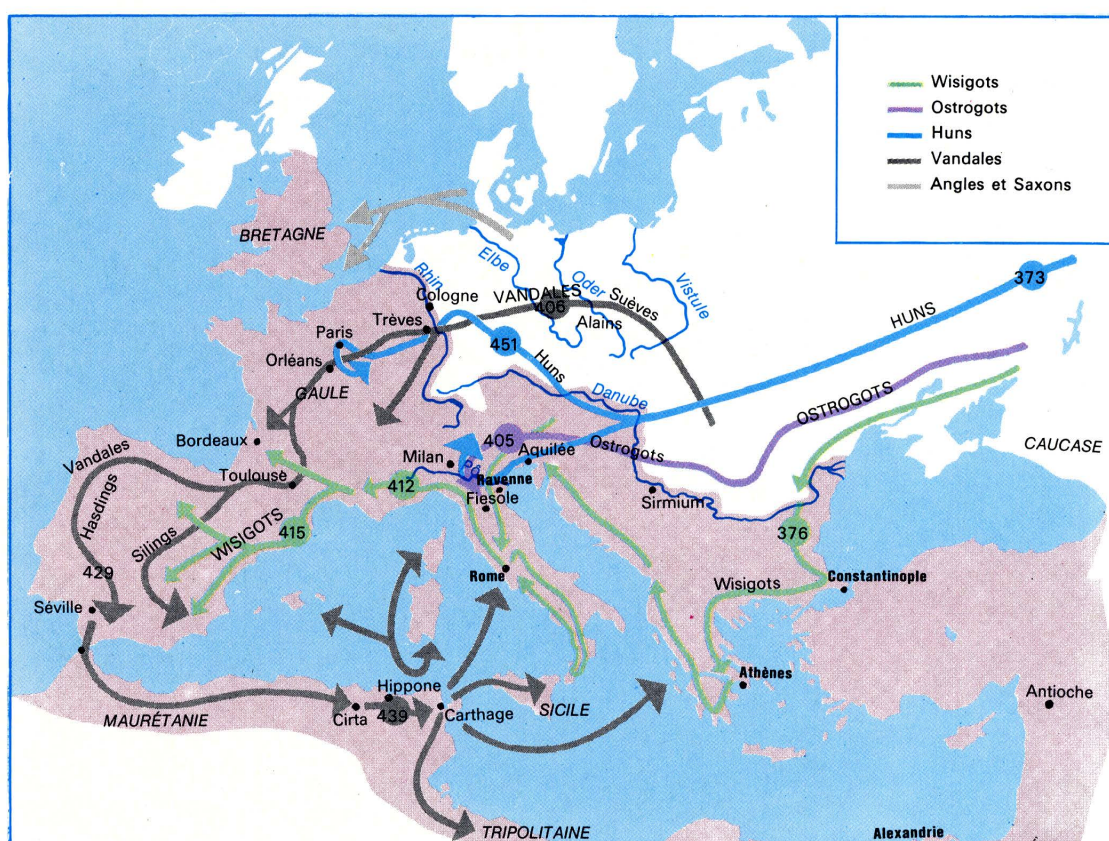 Wisigots
Ostrogots
Huns
Vandales
Angles et Saxons
BRETAGNE
Elbe
Oder
Vistule
Rhin
Cologne
VANDALES
406
Suèves
Alains
373
HUNS
Trèves
Paris
451
Orléans
Huns
GAULE
Danube
OSTROGOTS
CAUCASE
Bordeaux
405
Ostrogots
Aquilée
Milan
Pô
Vandales
Toulouse
412
Ravenne
Fiesole
Sirmium
Hasdings
Silings
WISIGOTS
415
376
429
Rome
Wisigots
Constantinople
Séville
Athènes
Hippone
Antioche
MAURÉTANIE
Cirta
439
Carthage
SICILE
TRIPOLITAINE
Alexandrie